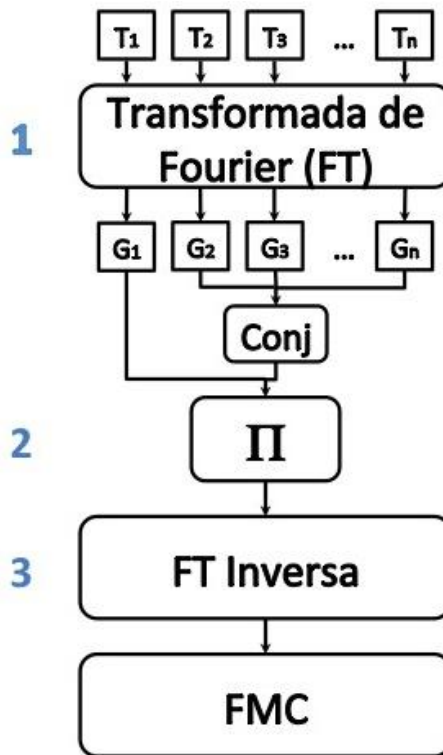 T1 T2 T3 ... Tn
1
Transformada de
Fourier (FT)
G1 G2 G3 ... Gn
Conj
2
Π
3
FT Inversa
FMC